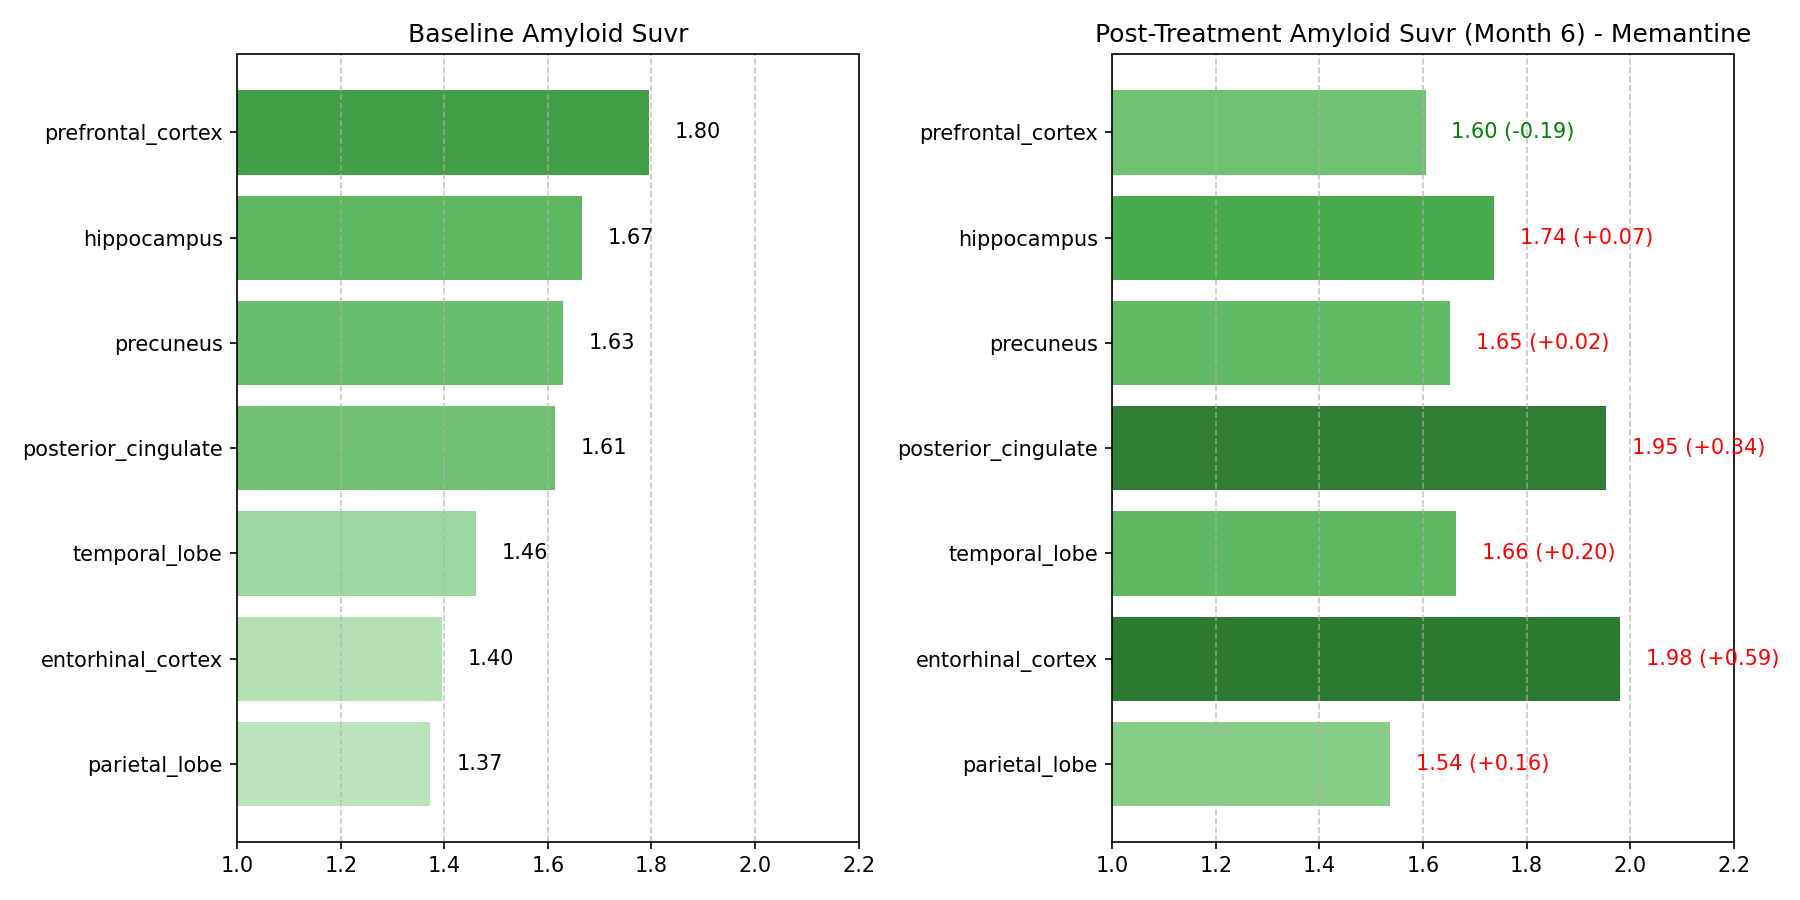 Baseline Amyloid Suvr
prefrontal_cortex
1.80
hippocampus
1.67
precuneus
1.63
posterior_cingulate
1.61
temporal_lobe
1.46
entorhinal_cortex
1.40
parietal_lobe
1.37
1.0 1.2 1.4 1.6 1.8 2.0 2.2
Post-Treatment Amyloid Suvr (Month 6) - Memantine
prefrontal_cortex
1.60 (-0.19)
hippocampus
1.74 (+0.07)
precuneus
1.65 (+0.02)
posterior_cingulate
1.95 (+0.34)
temporal_lobe
1.66 (+0.20)
entorhinal_cortex
1.98 (+0.59)
parietal_lobe
1.54 (+0.16)
1.0 1.2 1.4 1.6 1.8 2.0 2.2